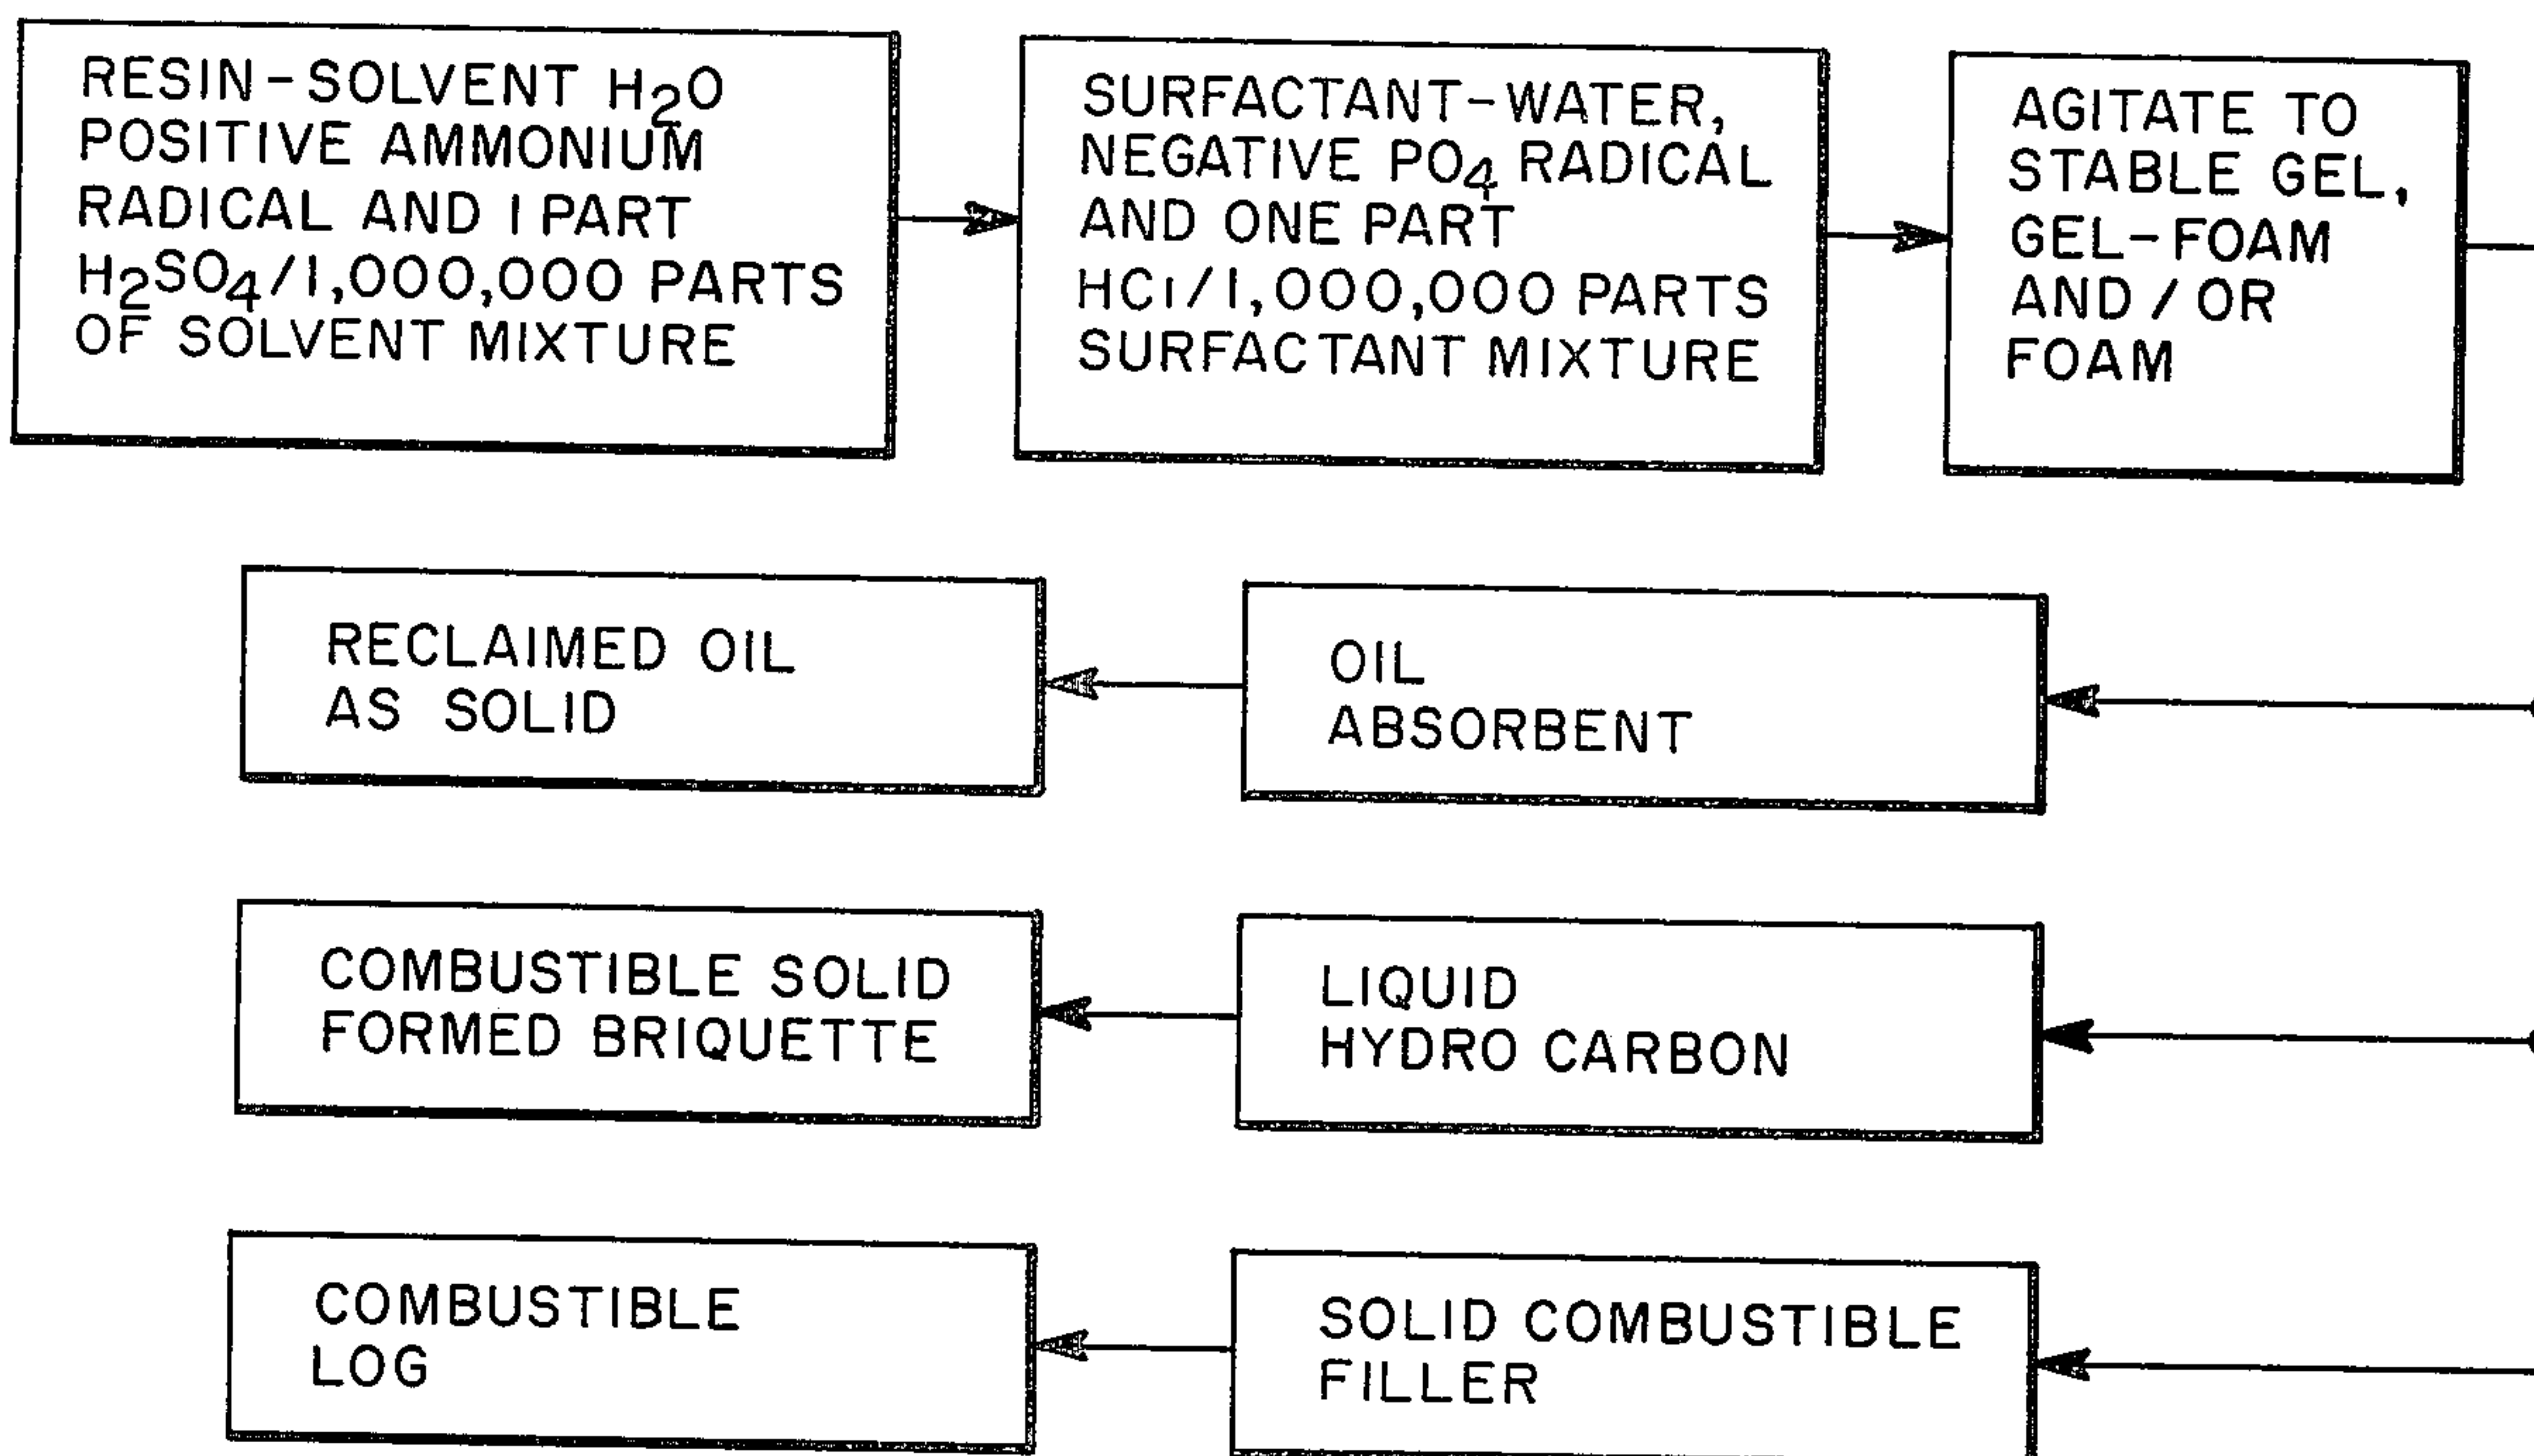 RESIN-SOLVENT H2O
POSITIVE AMMONIUM
RADICAL AND 1 PART
H2SO4/1,000,000 PARTS
OF SOLVENT MIXTURE
SURFACTANT-WATER,
NEGATIVE PO4 RADICAL
AND ONE PART
HCl/1,000,000 PARTS
SURFACTANT MIXTURE
AGITATE TO
STABLE GEL,
GEL-FOAM
AND/OR
FOAM
RECLAIMED OIL
AS SOLID
OIL
ABSORBENT
COMBUSTIBLE SOLID
FORMED BRIQUETTE
LIQUID
HYDRO CARBON
COMBUSTIBLE
LOG
SOLID COMBUSTIBLE
FILLER